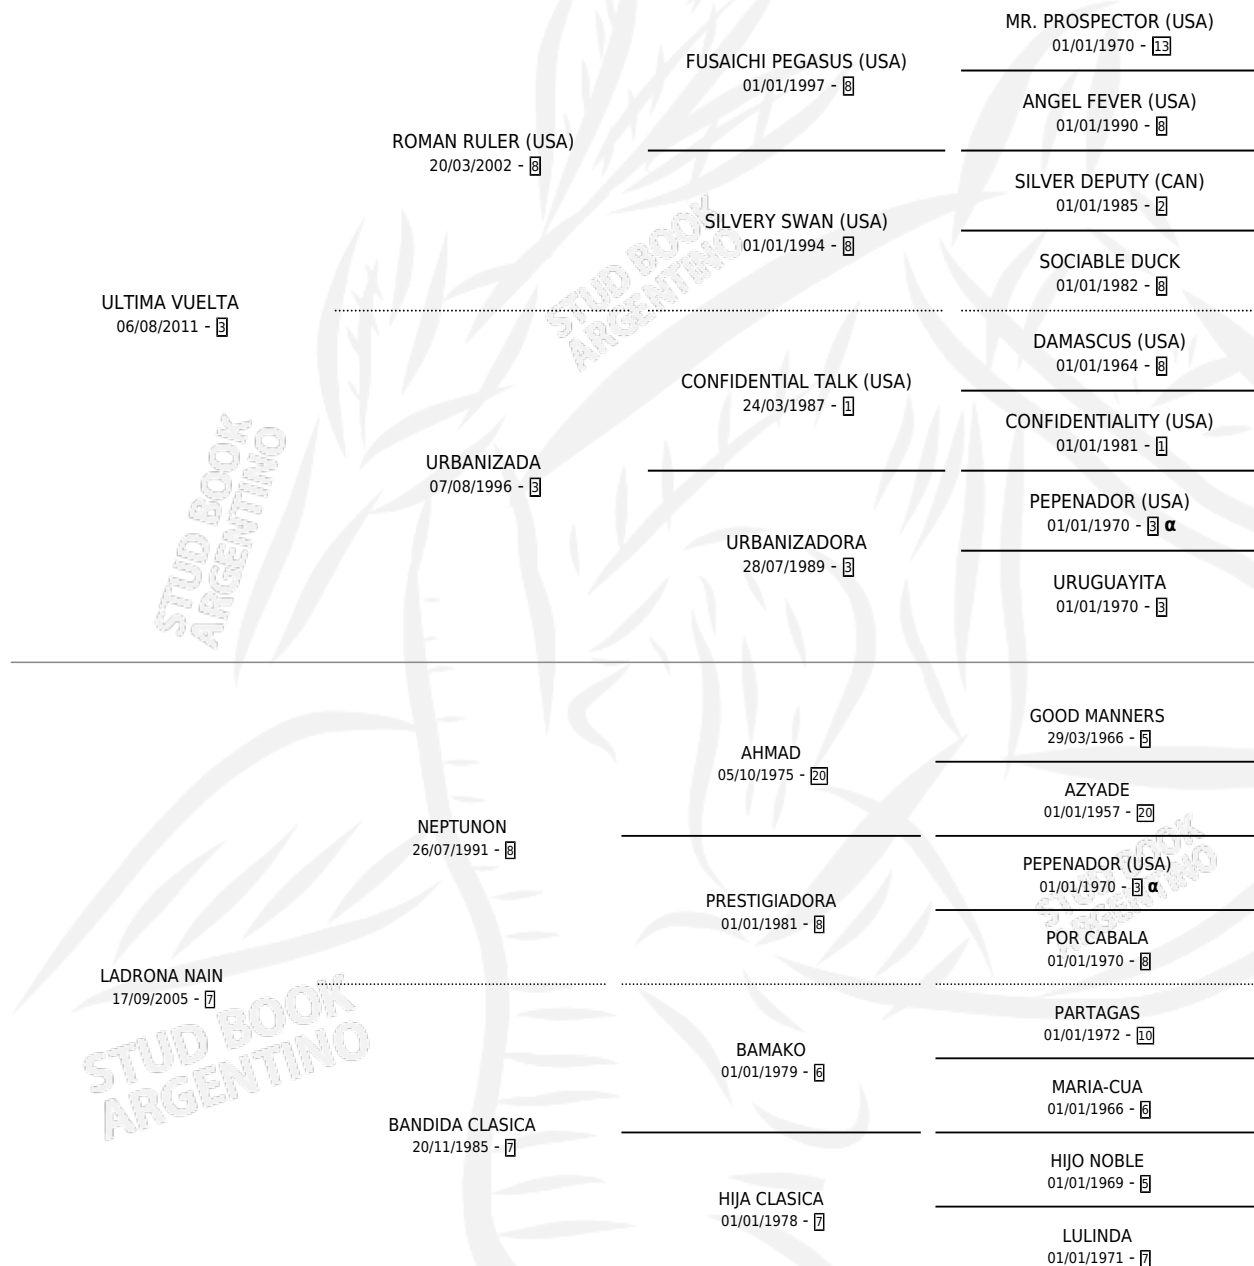 MR. PROSPECTOR (USA)
01/01/1970 - 13
FUSAICHI PEGASUS (USA)
01/01/1997 - 8
ANGEL FEVER (USA)
01/01/1990 - 8
ROMAN RULER (USA)
20/03/2002 - 8
SILVER DEPUTY (CAN)
01/01/1985 - 2
SILVERY SWAN (USA)
01/01/1994 - 8
SOCIABLE DUCK
01/01/1982 - 8
ULTIMA VUELTA
06/08/2011 - 3
DAMASCUS (USA)
01/01/1964 - 8
CONFIDENTIAL TALK (USA)
24/03/1987 - 1
CONFIDENTIALITY (USA)
01/01/1981 - 1
URBANIZADA
07/08/1996 - 3
PEPENADOR (USA)
01/01/1970 - 3 α
URBANIZADORA
28/07/1989 - 3
URUGUAYITA
01/01/1970 - 3
GOOD MANNERS
29/03/1966 - 5
AHMAD
05/10/1975 - 20
AZYADE
01/01/1957 - 20
NEPTUNON
26/07/1991 - 8
PEPENADOR (USA)
01/01/1970 - 3 α
PRESTIGIADORA
01/01/1981 - 8
POR CABALA
01/01/1970 - 8
LADRONA NAIN
17/09/2005 - 7
PARTAGAS
01/01/1972 - 10
BAMAKO
01/01/1979 - 6
MARIA-CUA
01/01/1966 - 6
BANDIDA CLASICA
20/11/1985 - 7
HIJO NOBLE
01/01/1969 - 5
HIJA CLASICA
01/01/1978 - 7
LULINDA
01/01/1971 - 7
STUD BOOK
ARGENTINO
STUD BOOK
ARGENTINO
STUD BOOK
ARGENTINO
STUD BOOK
ARGENTINO